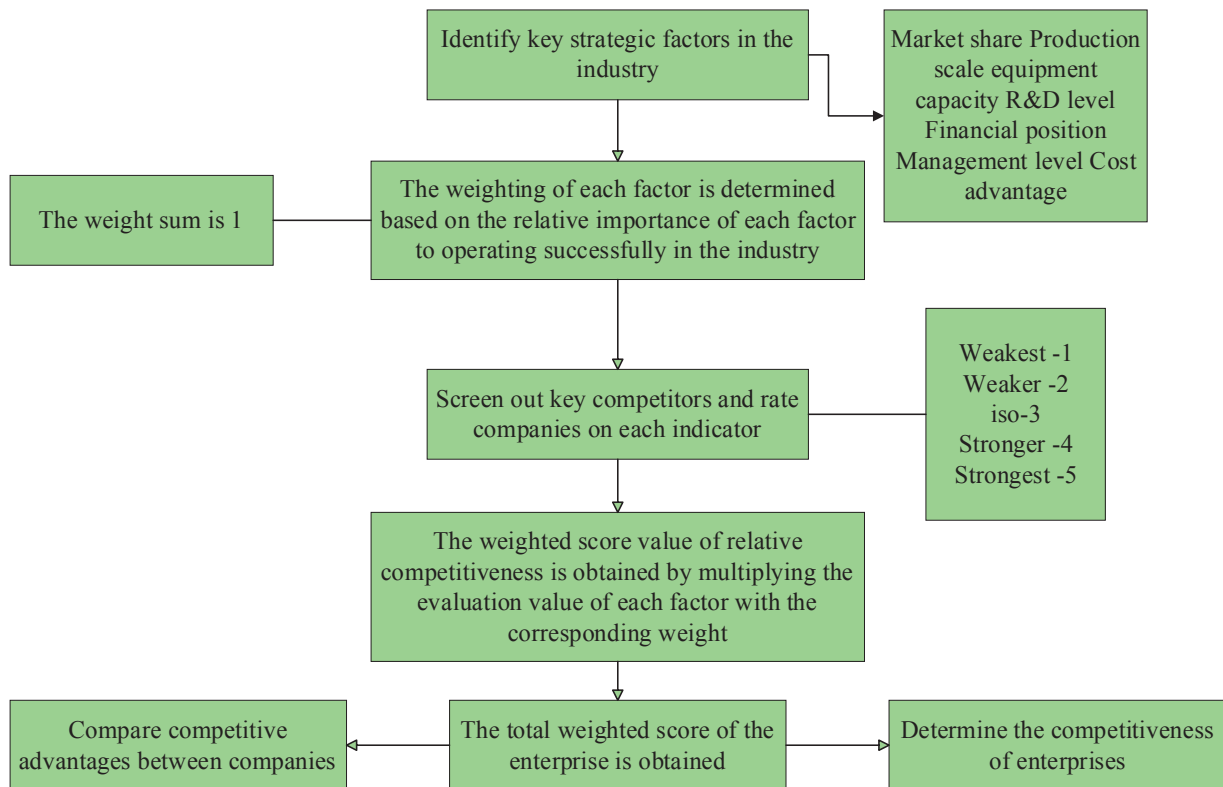 Identify key strategic factors in the
industry
Market share Production
scale equipment
capacity R&D level
Financial position
Management level Cost
advantage
The weight sum is 1
The weighting of each factor is determined
based on the relative importance of each factor
to operating successfully in the industry
Screen out key competitors and rate
companies on each indicator
Weakest -1
Weaker -2
iso-3
Stronger -4
Strongest -5
The weighted score value of relative
competitiveness is obtained by multiplying the
evaluation value of each factor with the
corresponding weight
Compare competitive
advantages between companies
The total weighted score of the
enterprise is obtained
Determine the competitiveness
of enterprises